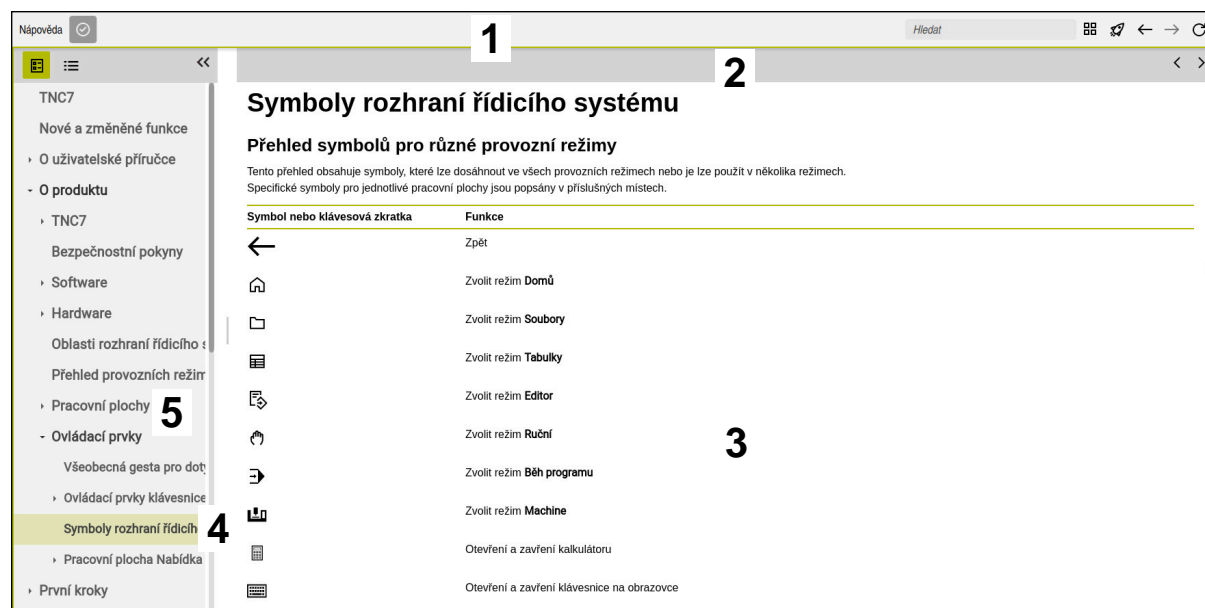 Nápověda
1
Hledat
2
TNC7
Nové a změněné funkce
O uživatelské příručce
O produktu
TNC7
Bezpečnostní pokyny
Software
Hardware
Oblasti rozhraní řídicího s
Přehled provozních režim
Pracovní plochy
5
Ovládací prvky
Všeobecná gesta pro doty
Ovládací prvky klávesnice
Symboly rozhraní řídicíh
4
Pracovní plocha Nabídka
První kroky
Symboly rozhraní řídicího systému
Přehled symbolů pro různé provozní režimy
Tento přehled obsahuje symboly, které lze dosáhnout ve všech provozních režimech nebo je lze použít v několika režimech.
Specifické symboly pro jednotlivé pracovní plochy jsou popsány v příslušných místech.
Symbol nebo klávesová zkratka Funkce
Zpět
Zvolit režim Domů
Zvolit režim Soubory
Zvolit režim Tabulky
Zvolit režim Editor
Zvolit režim Ruční
3
Zvolit režim Běh programu
Zvolit režim Machine
Otevření a zavření kalkulátoru
Otevření a zavření klávesnice na obrazovce